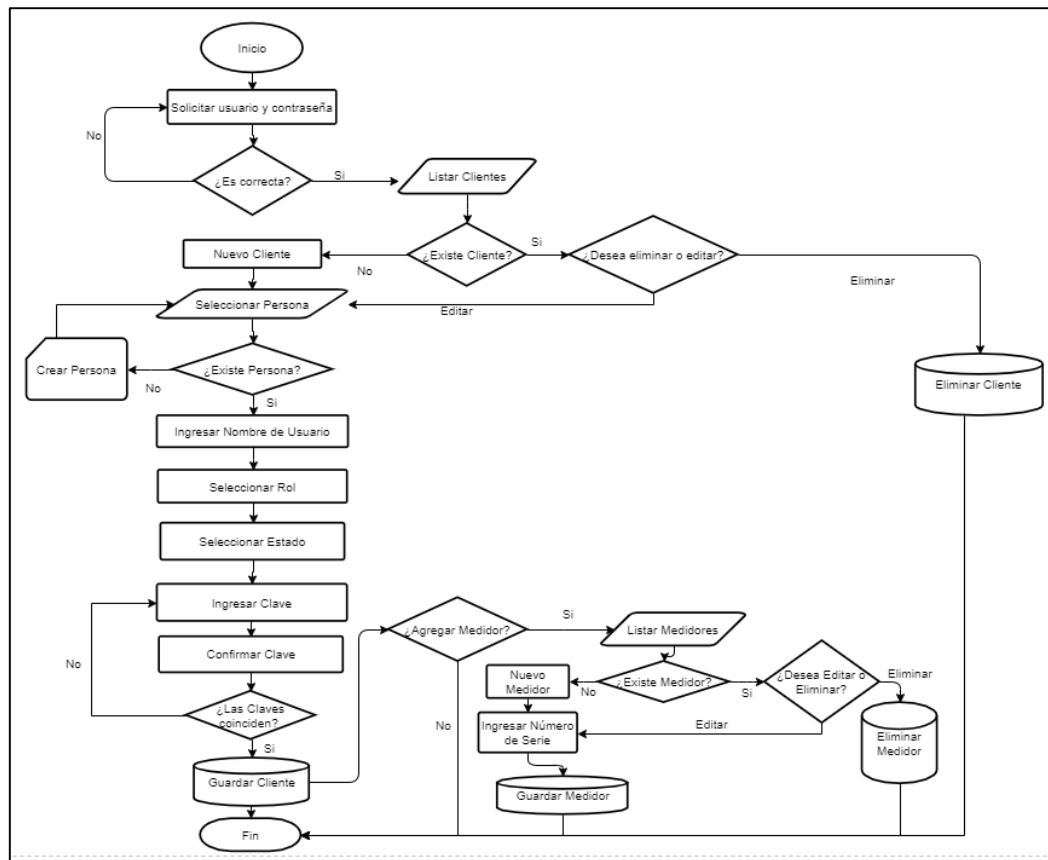 Inicio
Solicitar usuario y contraseña
No
¿Es correcta?
Si
Listar Clientes
Nuevo Cliente
No
¿Existe Cliente?
Si
¿Desea eliminar o editar?
Eliminar
Seleccionar Persona
Editar
Crear Persona
No
¿Existe Persona?
Si
Eliminar Cliente
Ingresar Nombre de Usuario
Seleccionar Rol
Seleccionar Estado
Ingresar Clave
Confirmar Clave
No
¿Las Claves
coinciden?
Si
Guardar Cliente
Fin
¿Agregar Medidor?
Si
No
Listar Medidores
Nuevo
Medidor
No
¿Existe Medidor?
Si
¿Desea Editar o
Eliminar?
Eliminar
Ingresar Número
de Serie
Editar
Eliminar
Medidor
Guardar Medidor